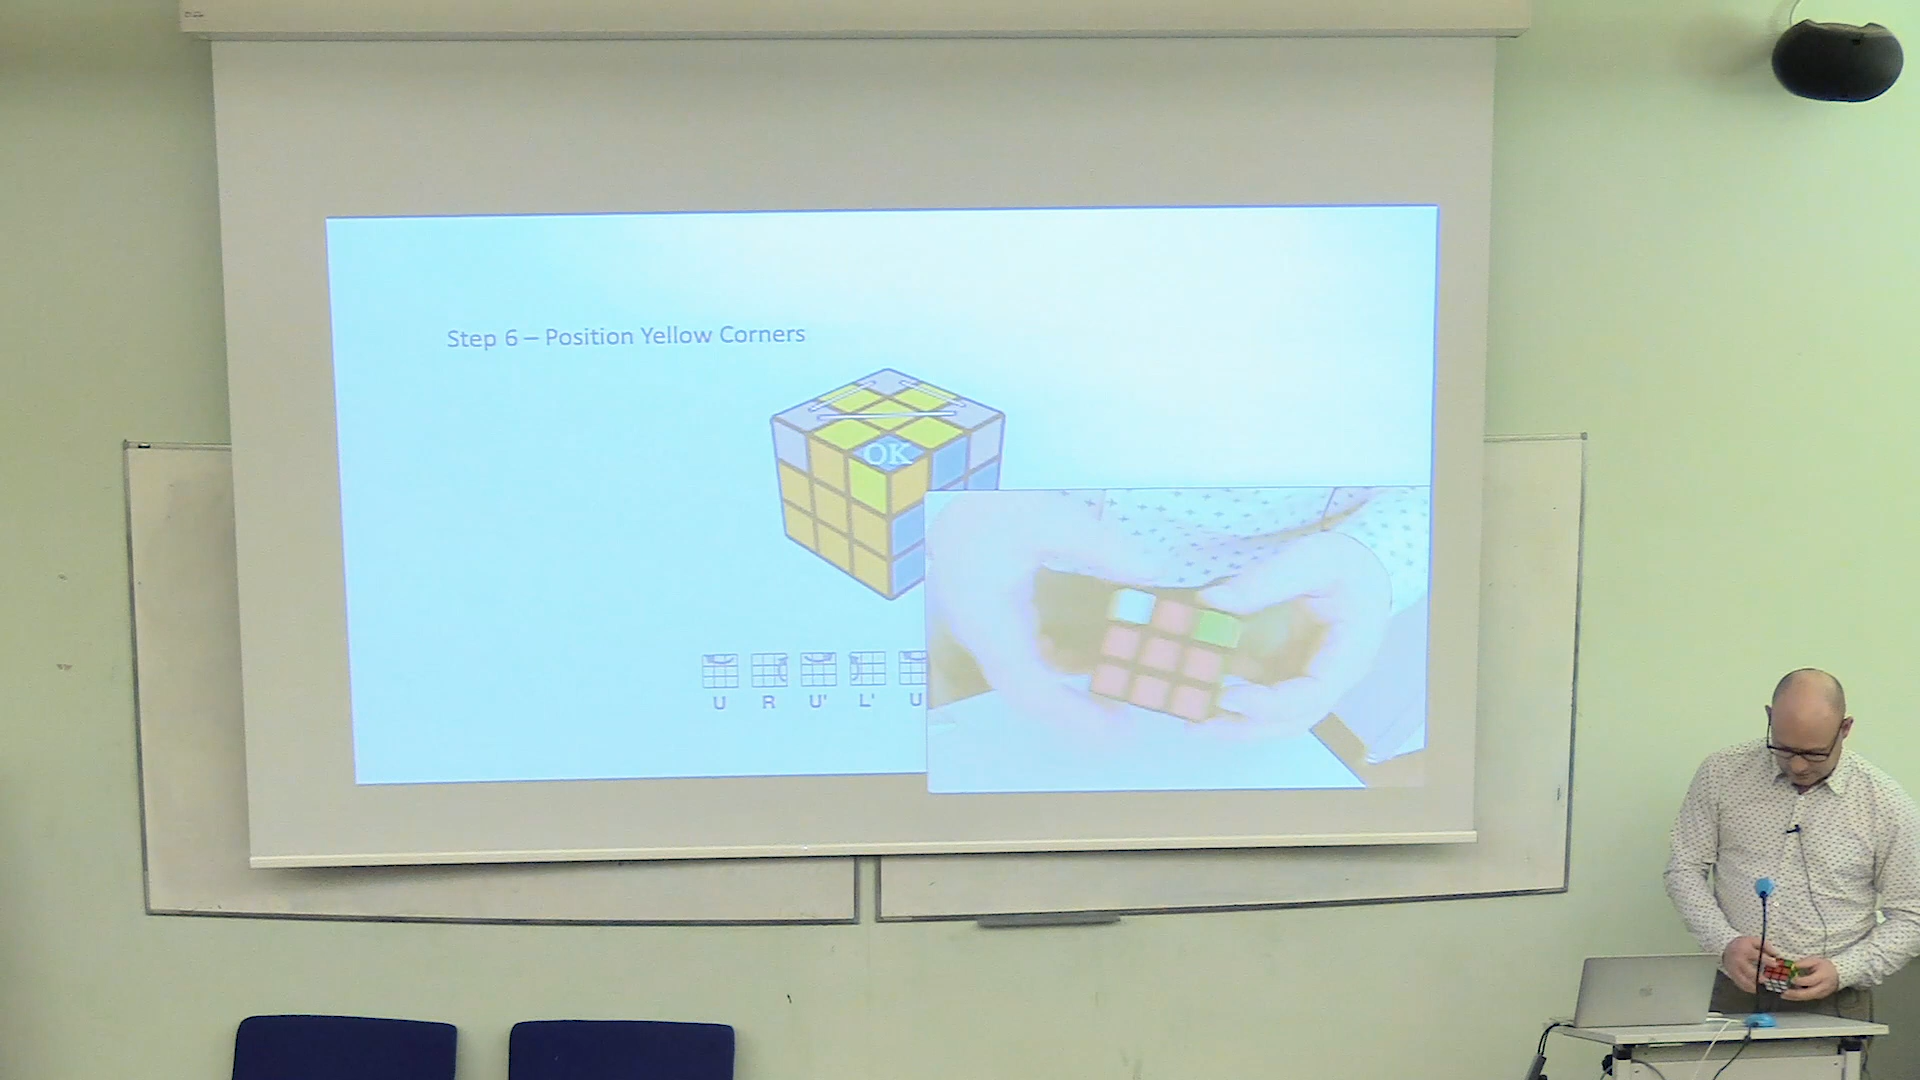 Step 6 – Position Yellow Corners
OK
U R U' L' U